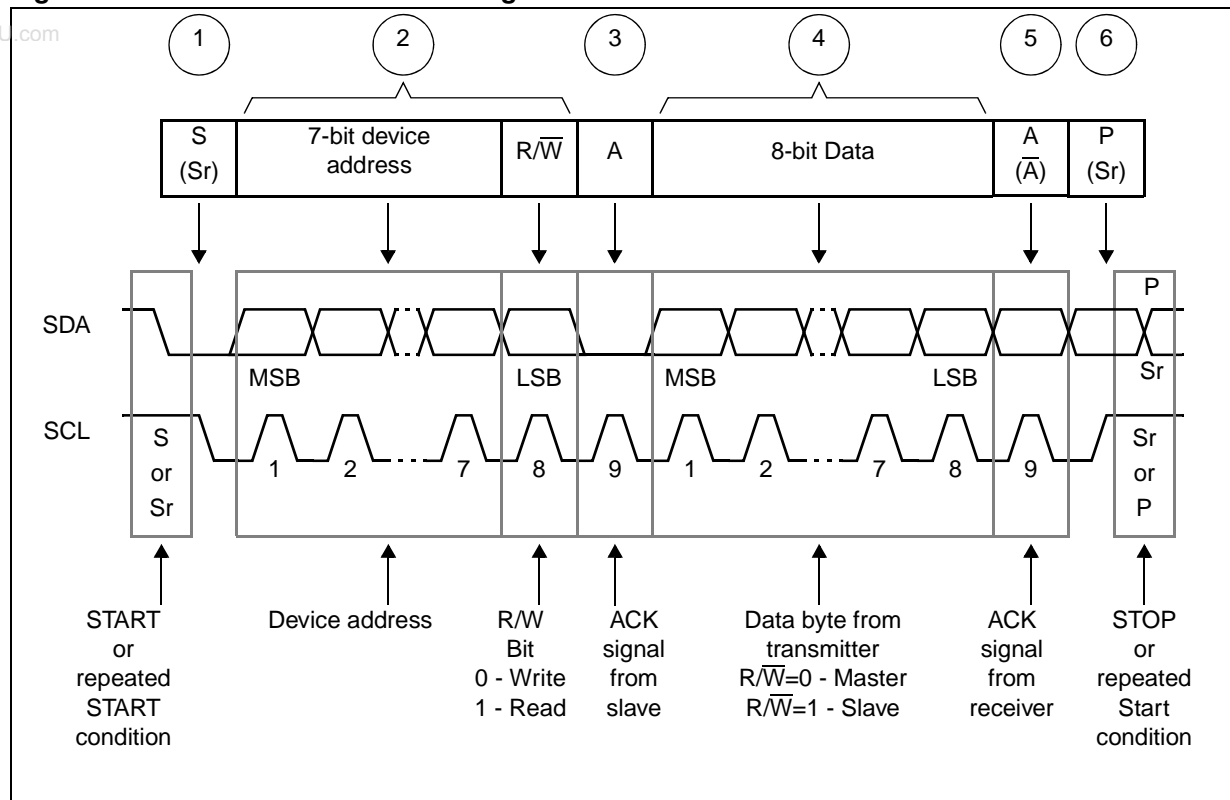 U.com
1 2 3 4 5 6
S
(Sr)
7-bit device
address
R/W̅
A
8-bit Data
A
(A̅)
P
(Sr)
SDA
MSB LSB MSB LSB
P
Sr
SCL
S
or
Sr
1 2 7 8 9 1 2 7 8 9
Sr
or
P
START
or
repeated
START
condition
Device address
R/W
Bit
0 - Write
1 - Read
ACK
signal
from
slave
Data byte from
transmitter
R/W̅=0 - Master
R/W̅=1 - Slave
ACK
signal
from
receiver
STOP
or
repeated
Start
condition